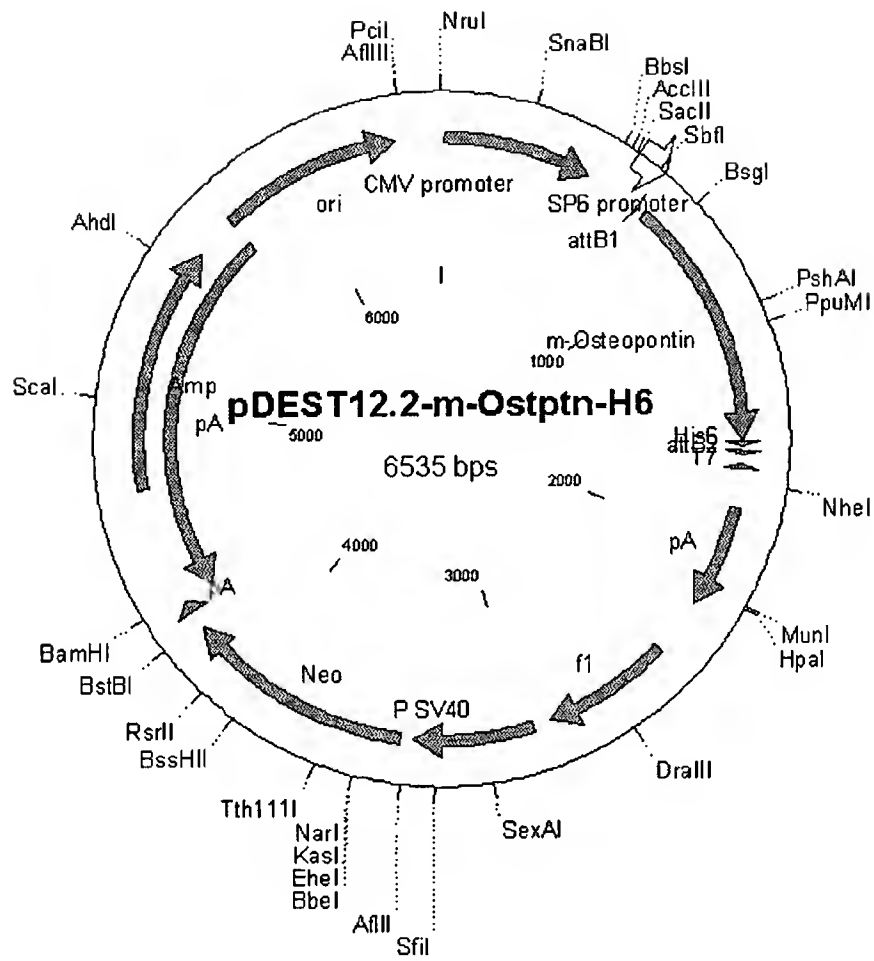 PciI
AflIII
NruI
SnaBI
BbsI
AccIII
SacII
SbfI
BsgI
CMV promoter
ori
SP6 promoter
attB1
AhdI
PshAI
PpuMI
6000
m-Osteopontin
1000
ScaI
Amp
pDEST12.2-m-Ostptn-H6
pA
5000
His6
T7
6535 bps
2000
NheI
pA
4000
3000
MunI
HpaI
BamHI
f1
Neo
BstBI
P SV40
RsrII
BssHII
DraIII
Tth111I
SexAI
NarI
KasI
EheI
BbeI
AflII
SfiI